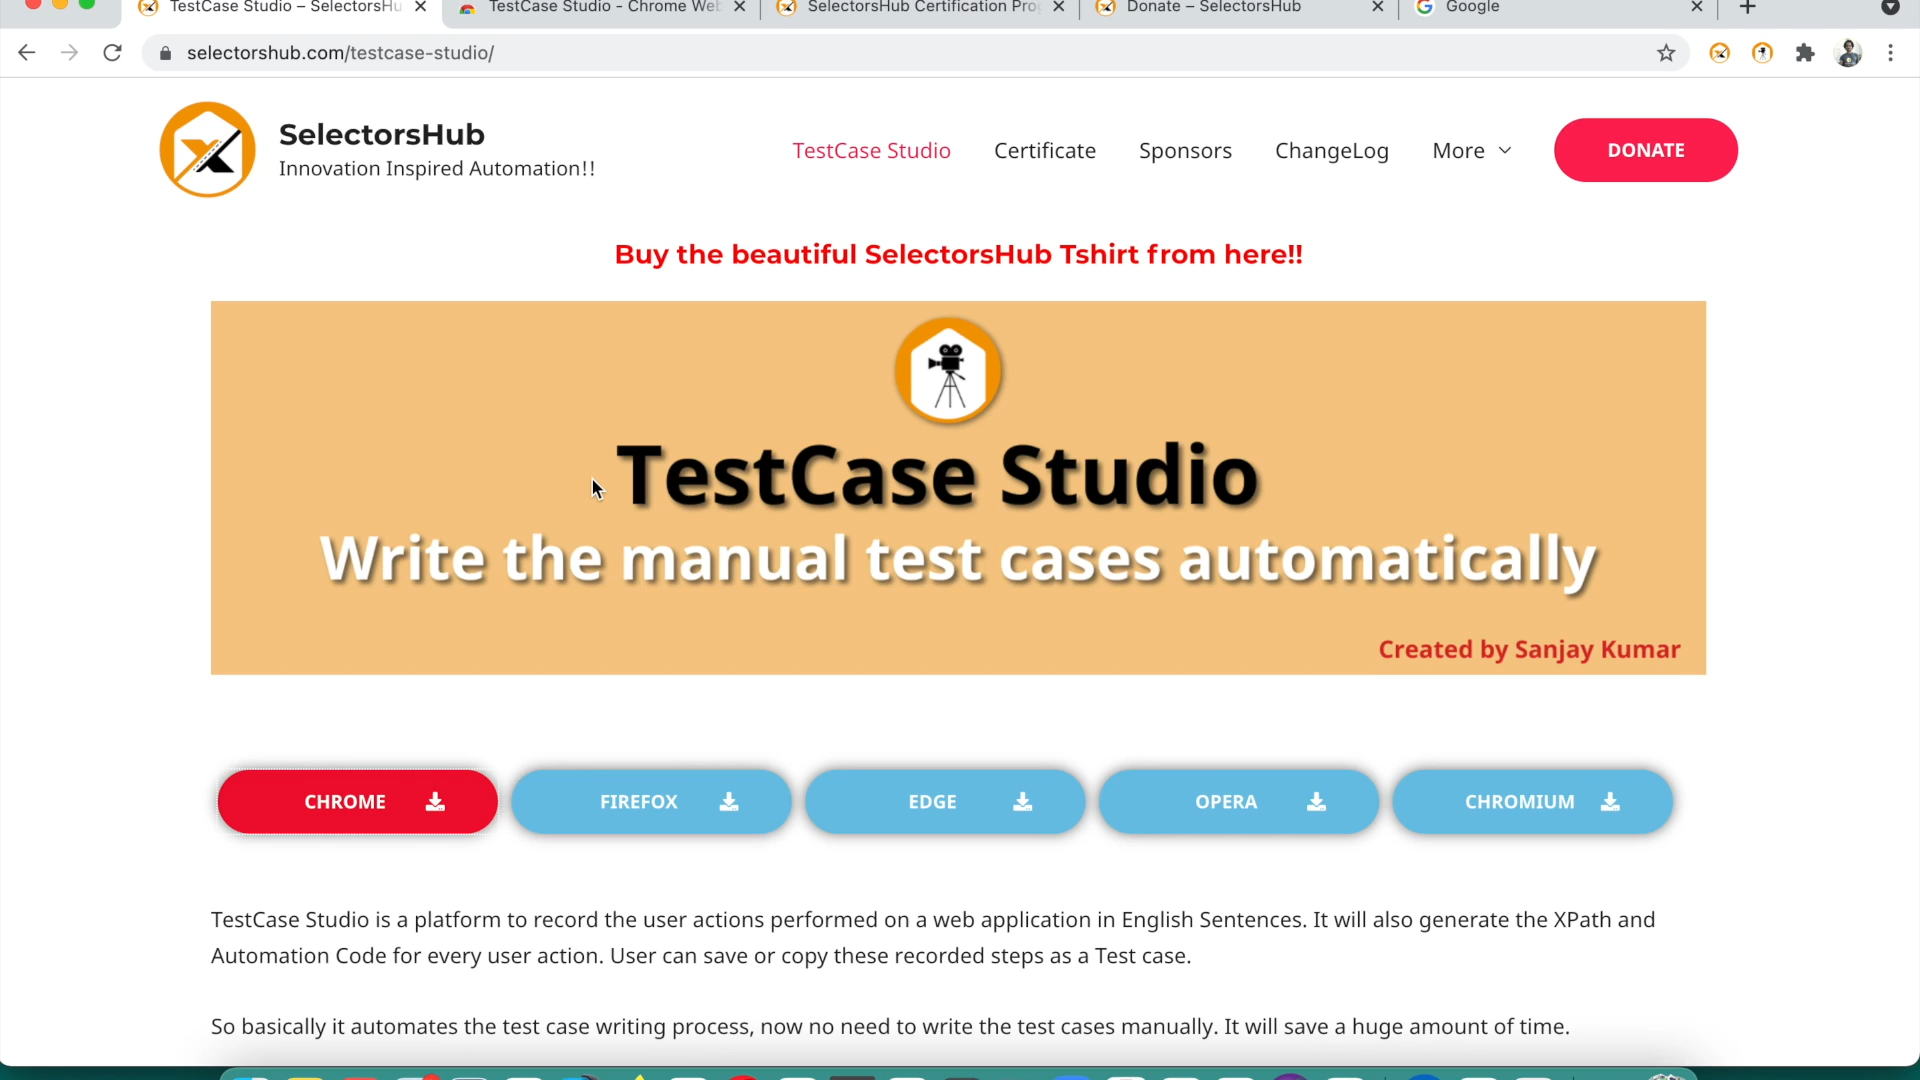 TestCase Studio – SelectorsHu
TestCase Studio - Chrome Web
SelectorsHub Certification Prog
Donate – SelectorsHub
Google
selectorshub.com/testcase-studio/
SelectorsHub
Innovation Inspired Automation!!
TestCase Studio
Certificate
Sponsors
ChangeLog
More
DONATE
Buy the beautiful SelectorsHub Tshirt from here!!
TestCase Studio
Write the manual test cases automatically
Created by Sanjay Kumar
CHROME
FIREFOX
EDGE
OPERA
CHROMIUM
TestCase Studio is a platform to record the user actions performed on a web application in English Sentences. It will also generate the XPath and
Automation Code for every user action. User can save or copy these recorded steps as a Test case.
So basically it automates the test case writing process, now no need to write the test cases manually. It will save a huge amount of time.